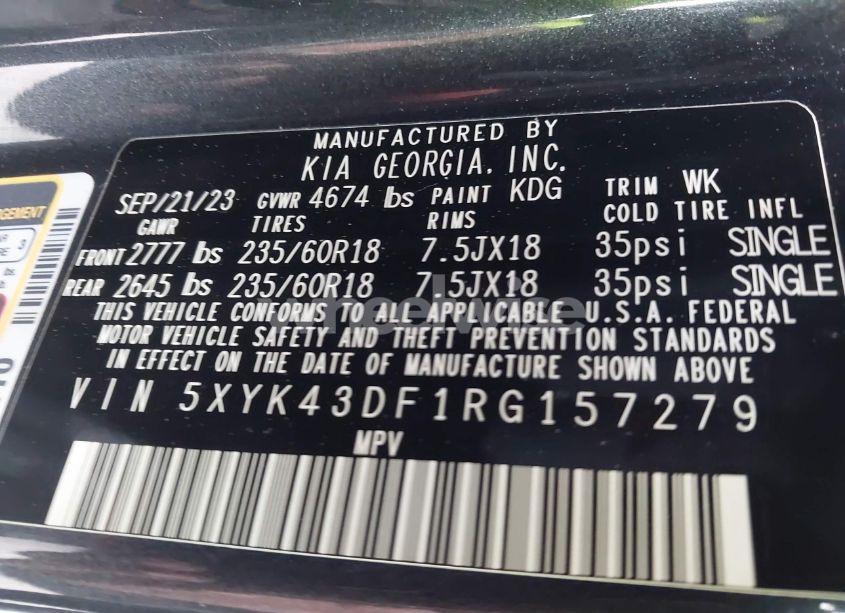 MANUFACTURED BY
KIA GEORGIA, INC.
SEP/21/23 GVWR 4674 lbs PAINT KDG TRIM WK
GAWR TIRES RIMS COLD TIRE INFL
FRONT 2777 lbs 235/60R18 7.5JX18 35psi SINGLE
REAR 2645 lbs 235/60R18 7.5JX18 35psi SINGLE
THIS VEHICLE CONFORMS TO ALL APPLICABLE U.S.A. FEDERAL
MOTOR VEHICLE SAFETY AND THEFT PREVENTION STANDARDS
IN EFFECT ON THE DATE OF MANUFACTURE SHOWN ABOVE
VIN 5XYK43DF1RG157279
MPV
wheelwise